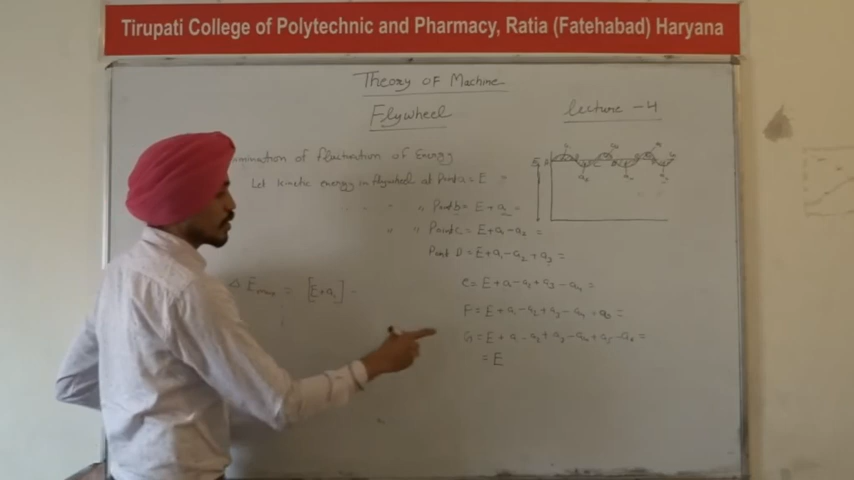 Tirupati College of Polytechnic and Pharmacy, Ratia (Fatehabad) Haryana
Theory of Machine
Flywheel
lecture - 4
mination of fluctuation of Energy
Let kinetic energy in flywheel at Point a = E =
" Point b = E + a₁ =
" " Point c = E + a₁ - a₂ =
Point D = E + a₁ - a₂ + a₃ =
e = E + a₁ - a₂ + a₃ - a₄ =
Δ E = [E + a₁] -
F = E + a₁ - a₂ + a₃ - a₄ + a₅ =
G = E + a₁ - a₂ + a₃ - a₄ + a₅ - a₆ =
= E